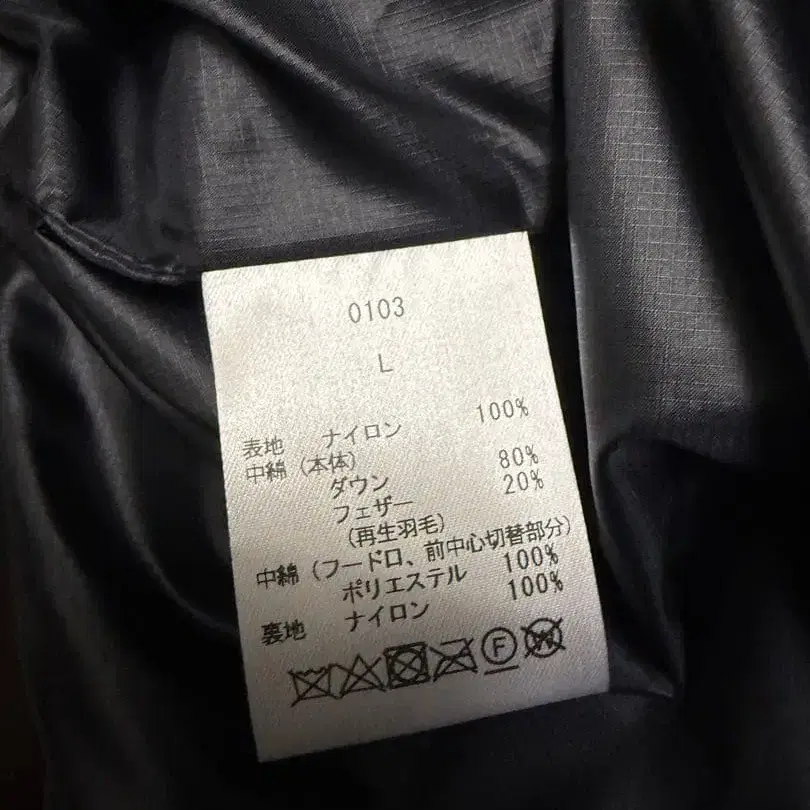 0103
L
表地 ナイロン 100%
中綿 (本体)
ダウン 80%
フェザー 20%
(再生羽毛)
中綿 (フード口、前中心切替部分)
ポリエステル 100%
裏地 ナイロン 100%
F W